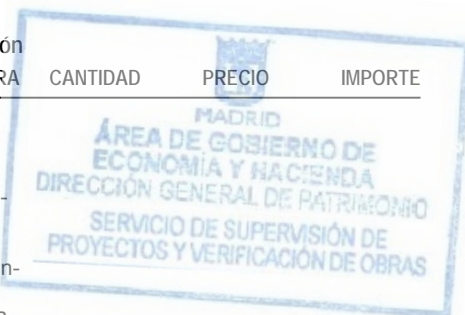 ón
RA CANTIDAD PRECIO IMPORTE
MADRID
ÁREA DE GOBIERNO DE
ECONOMÍA Y HACIENDA
DIRECCIÓN GENERAL DE PATRIMONIO
-
SERVICIO DE SUPERVISIÓN DE
PROYECTOS Y VERIFICACIÓN DE OBRAS
n-